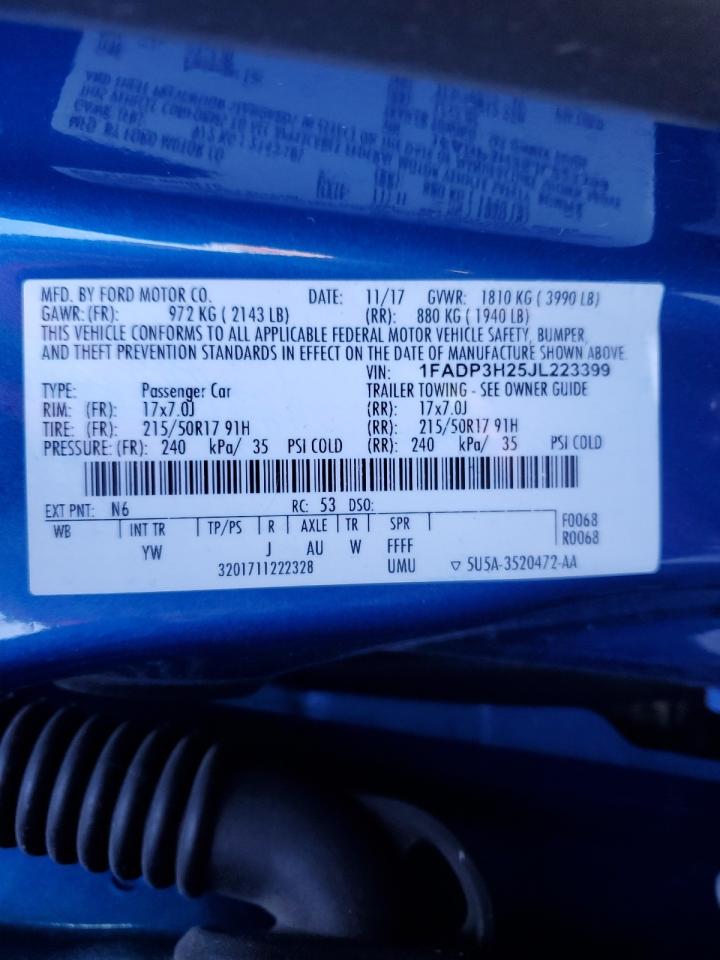 MFD. BY FORD MOTOR CO. DATE: 11/17 GVWR: 1810 KG ( 3990 LB)
GAWR: (FR): 972 KG ( 2143 LB) (RR): 880 KG ( 1940 LB)
THIS VEHICLE CONFORMS TO ALL APPLICABLE FEDERAL MOTOR VEHICLE SAFETY, BUMPER,
AND THEFT PREVENTION STANDARDS IN EFFECT ON THE DATE OF MANUFACTURE SHOWN ABOVE.
VIN: 1FADP3H25JL223399
TYPE: Passenger Car TRAILER TOWING - SEE OWNER GUIDE
RIM: (FR): 17x7.0J (RR): 17x7.0J
TIRE: (FR): 215/50R17 91H (RR): 215/50R17 91H
PRESSURE: (FR): 240 kPa/ 35 PSI COLD (RR): 240 kPa/ 35 PSI COLD
EXT PNT: N6 RC: 53 DSO:
WB INT TR TP/PS R AXLE TR SPR F0068
YW J AU W FFFF R0068
3201711222328 UMU ▽ 5U5A-3520472-AA